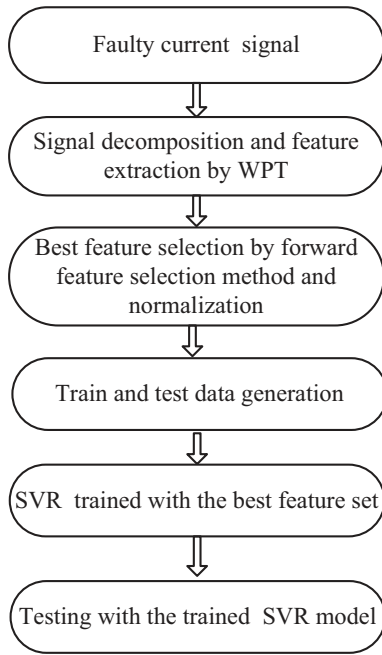 Faulty current signal
Signal decomposition and feature
extraction by WPT
Best feature selection by forward
feature selection method and
normalization
Train and test data generation
SVR trained with the best feature set
Testing with the trained SVR model